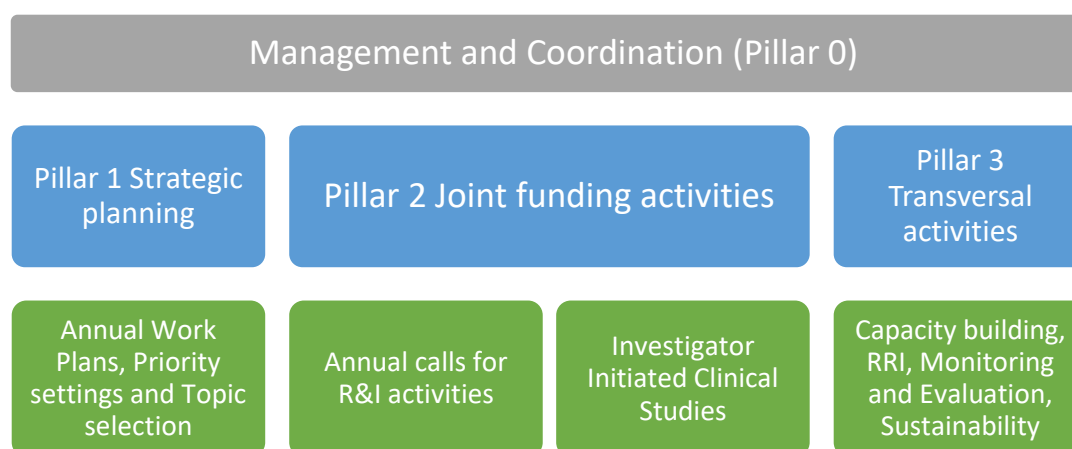 Management and Coordination (Pillar 0)
Pillar 1 Strategic
planning
Pillar 2 Joint funding activities
Pillar 3
Transversal
activities
Annual Work
Plans, Priority
settings and Topic
selection
Annual calls for
R&I activities
Investigator
Initiated Clinical
Studies
Capacity building,
RRI, Monitoring
and Evaluation,
Sustainability